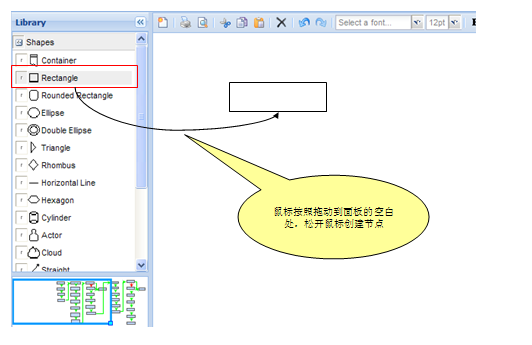 Library
Select a font...
12pt
Shapes
Container
Rectangle
Rounded Rectangle
Ellipse
Double Ellipse
Triangle
Rhombus
Horizontal Line
Hexagon
Cylinder
Actor
Cloud
Straight
鼠标按照拖动到面板的空白
处，松开鼠标创建节点